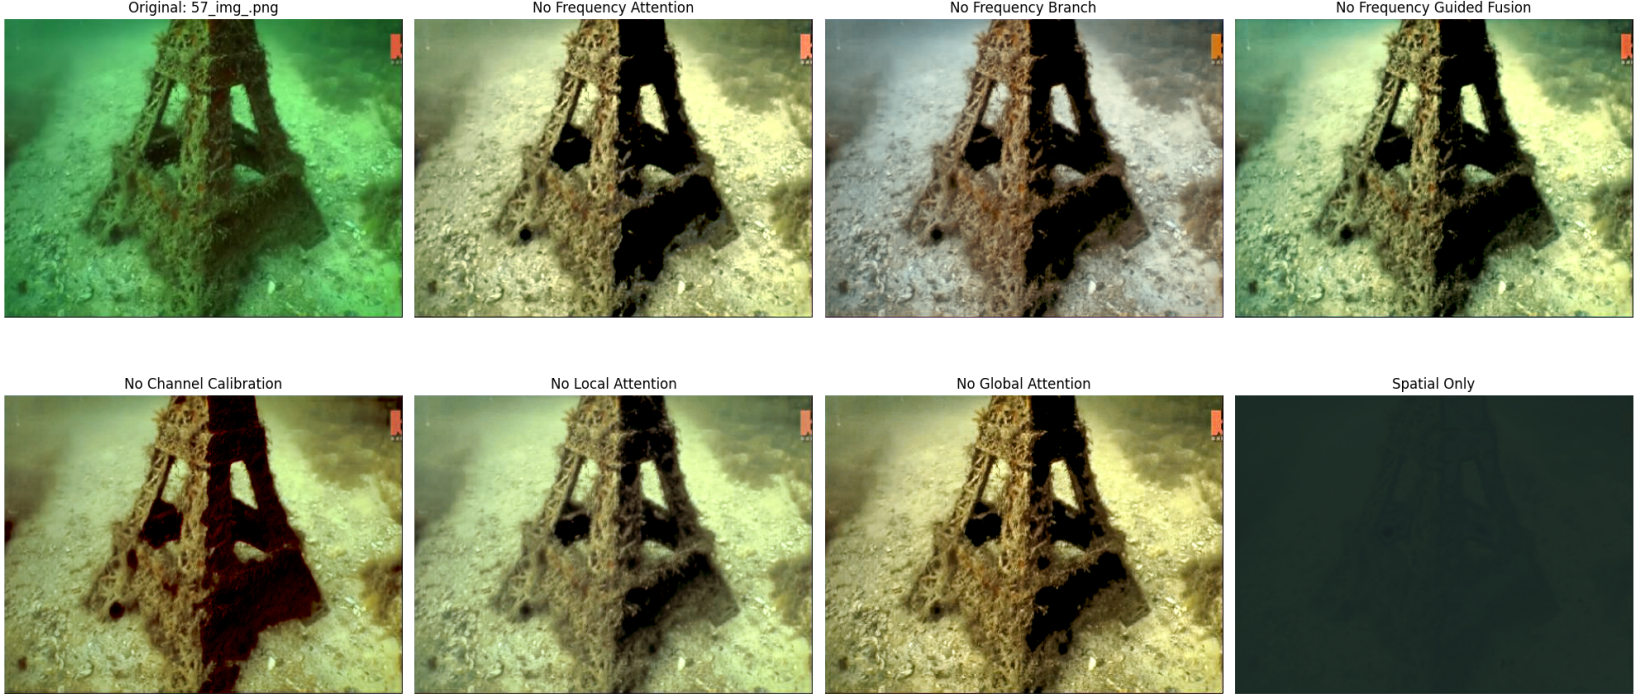 Original: 57_img_.png
No Frequency Attention
No Frequency Branch
No Frequency Guided Fusion
No Channel Calibration
No Local Attention
No Global Attention
Spatial Only